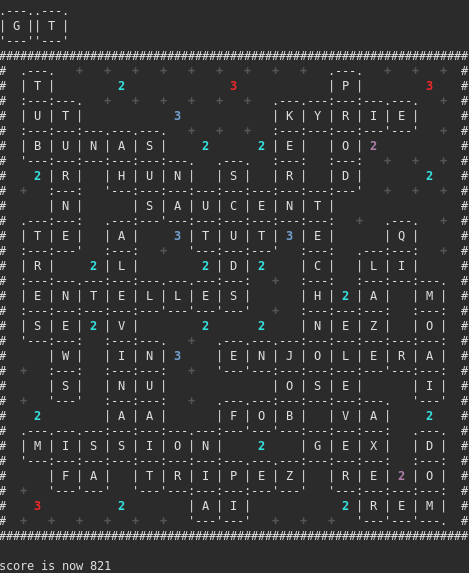 | G || T |
| T | 2 3 | P | 3
| U | T | 3 | K | Y | R | I | E |
| B | U | N | A | S | 2 2 | E | | O | 2
2 | R | | H | U | N | | S | | R | | D | 2
| N | | S | A | U | C | E | N | T |
| T | E | | A | 3 | T | U | T | 3 | E | | Q |
| R | 2 | L | 2 | D | 2 | C | | L | I |
| E | N | T | E | L | L | E | S | | H | 2 | A | | M |
| S | E | 2 | V | 2 2 | N | E | Z | | O |
| W | | I | N | 3 | E | N | J | O | L | E | R | A |
| S | | N | U | | O | S | E | | I |
2 | A | A | | F | O | B | | V | A | 2
| M | I | S | S | I | O | N | 2 | G | E | X | | D |
| F | A | | T | R | I | P | E | Z | | R | E | 2 | O |
3 2 | A | I | 2 | R | E | M |
score is now 821